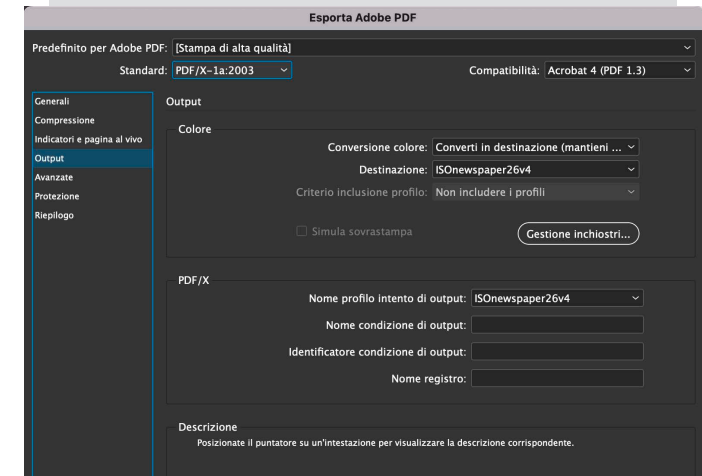 Esporta Adobe PDF
Predefinito per Adobe PDF: [Stampa di alta qualità]
Standard: PDF/X-1a:2003 Compatibilità: Acrobat 4 (PDF 1.3)
Generali
Compressione
Indicatori e pagina al vivo
Output
Avanzate
Protezione
Riepilogo
Output
Colore
Conversione colore: Converti in destinazione (mantieni ...
Destinazione: ISOnewspaper26v4
Criterio inclusione profilo: Non includere i profili
Simula sovrastampa Gestione inchiostri...
PDF/X
Nome profilo intento di output: ISOnewspaper26v4
Nome condizione di output:
Identificatore condizione di output:
Nome registro:
Descrizione
Posizionate il puntatore su un'intestazione per visualizzare la descrizione corrispondente.